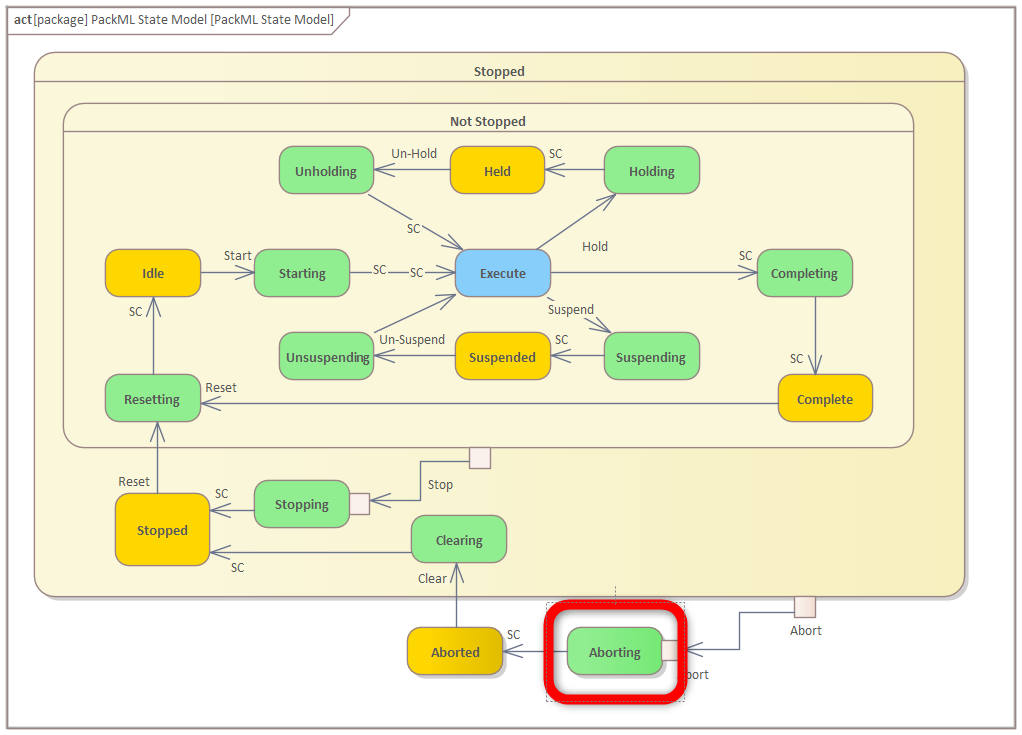 act [package] PackML State Model [PackML State Model]
Stopped
Not Stopped
Un-Hold
SC
Unholding
Held
Holding
SC
Hold
Start
SC
Idle
Starting
SC
SC
Execute
Completing
SC
Suspend
Un-Suspend
SC
Unsuspending
Suspended
Suspending
SC
Reset
Resetting
Complete
Reset
Stop
SC
Stopping
Stopped
Clearing
SC
Clear
Abort
SC
Aborted
Aborting
port